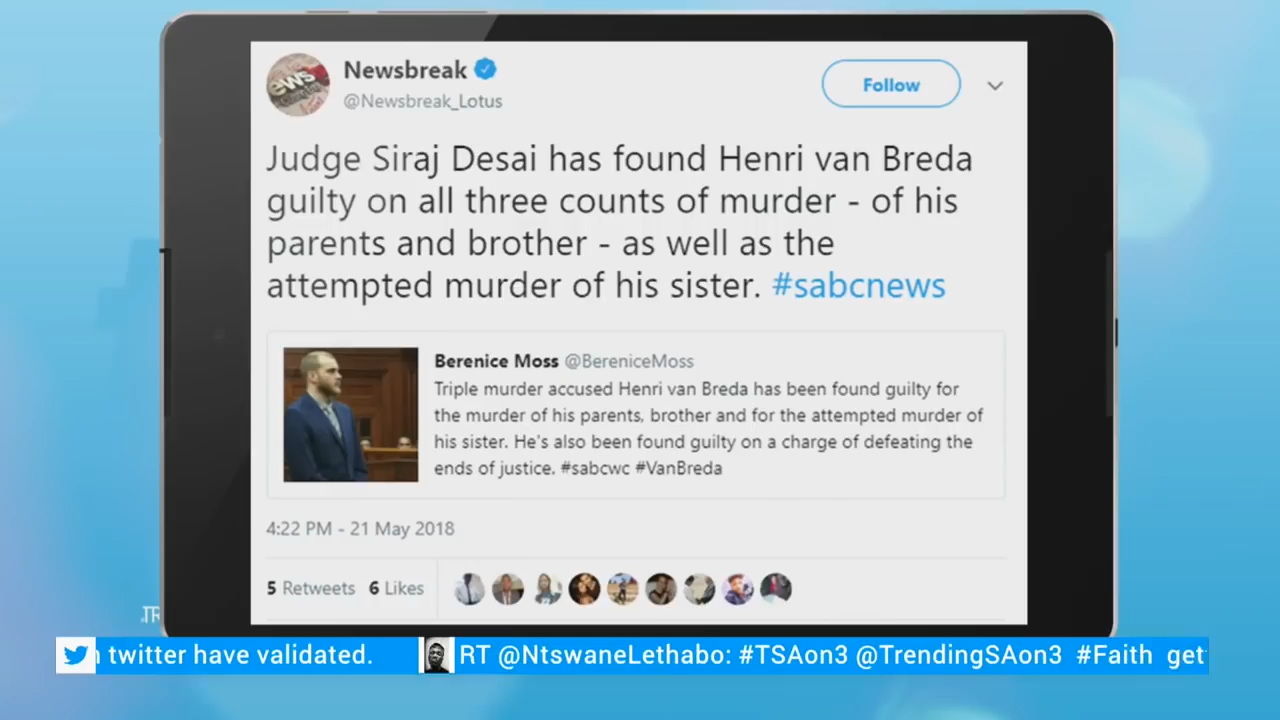 Newsbreak
@Newsbreak_Lotus
Follow
Judge Siraj Desai has found Henri van Breda
guilty on all three counts of murder - of his
parents and brother - as well as the
attempted murder of his sister. #sabcnews
Berenice Moss @BereniceMoss
Triple murder accused Henri van Breda has been found guilty for
the murder of his parents, brother and for the attempted murder of
his sister. He's also been found guilty on a charge of defeating the
ends of justice. #sabcwc #VanBreda
4:22 PM - 21 May 2018
5 Retweets 6 Likes
twitter have validated. RT @NtswaneLethabo: #TSAon3 @TrendingSAon3 #Faith get